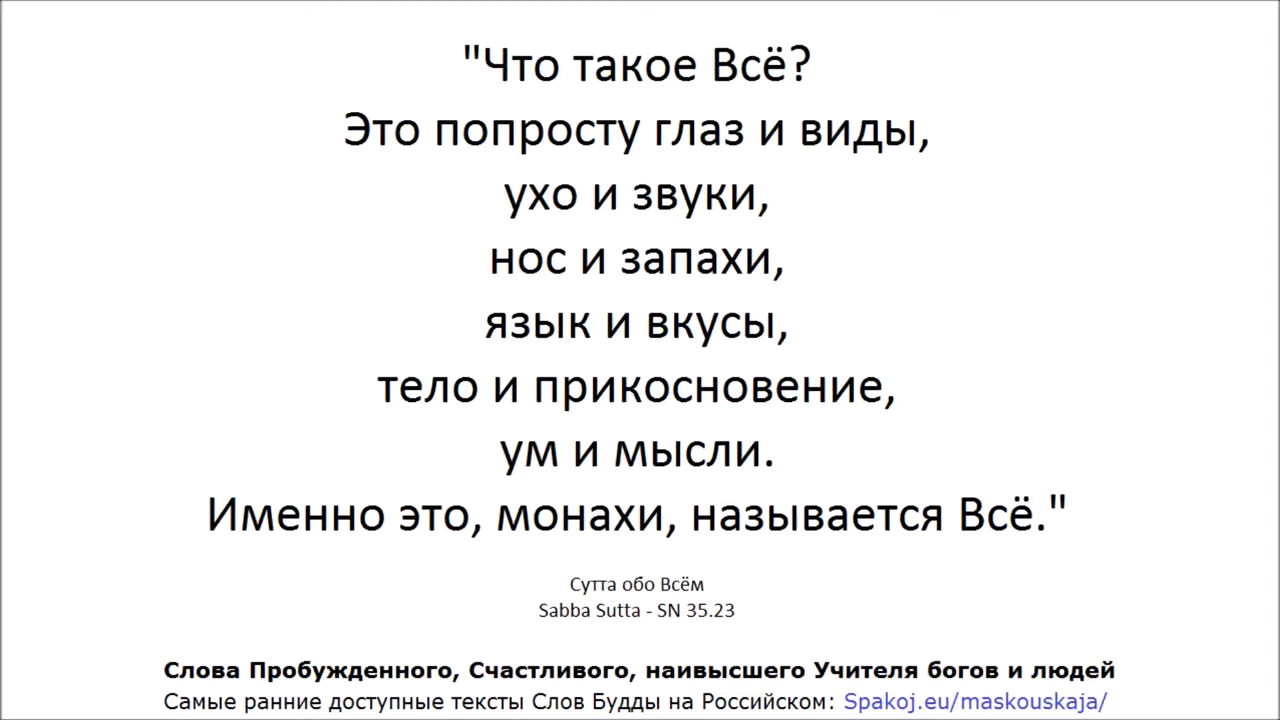 "Что такое Всё?
Это попросту глаз и виды,
ухо и звуки,
нос и запахи,
язык и вкусы,
тело и прикосновение,
ум и мысли.
Именно это, монахи, называется Всё."
Сутта обо Всём
Sabba Sutta - SN 35.23
Слова Пробужденного, Счастливого, наивысшего Учителя богов и людей
Самые ранние доступные тексты Слов Будды на Российском: Spakoj.eu/maskouskaja/